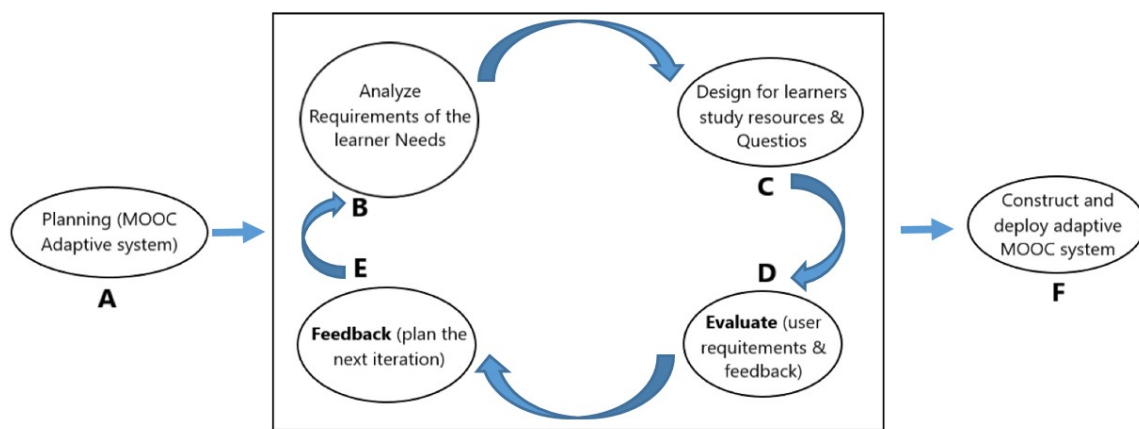 Analyze
Requirements of the
learner Needs
B
Design for learners
study resources &
Questios
C
Planning (MOOC
Adaptive system)
A
Construct and
deploy adaptive
MOOC system
F
E
Feedback (plan the
next iteration)
D
Evaluate (user
requitements &
feedback)